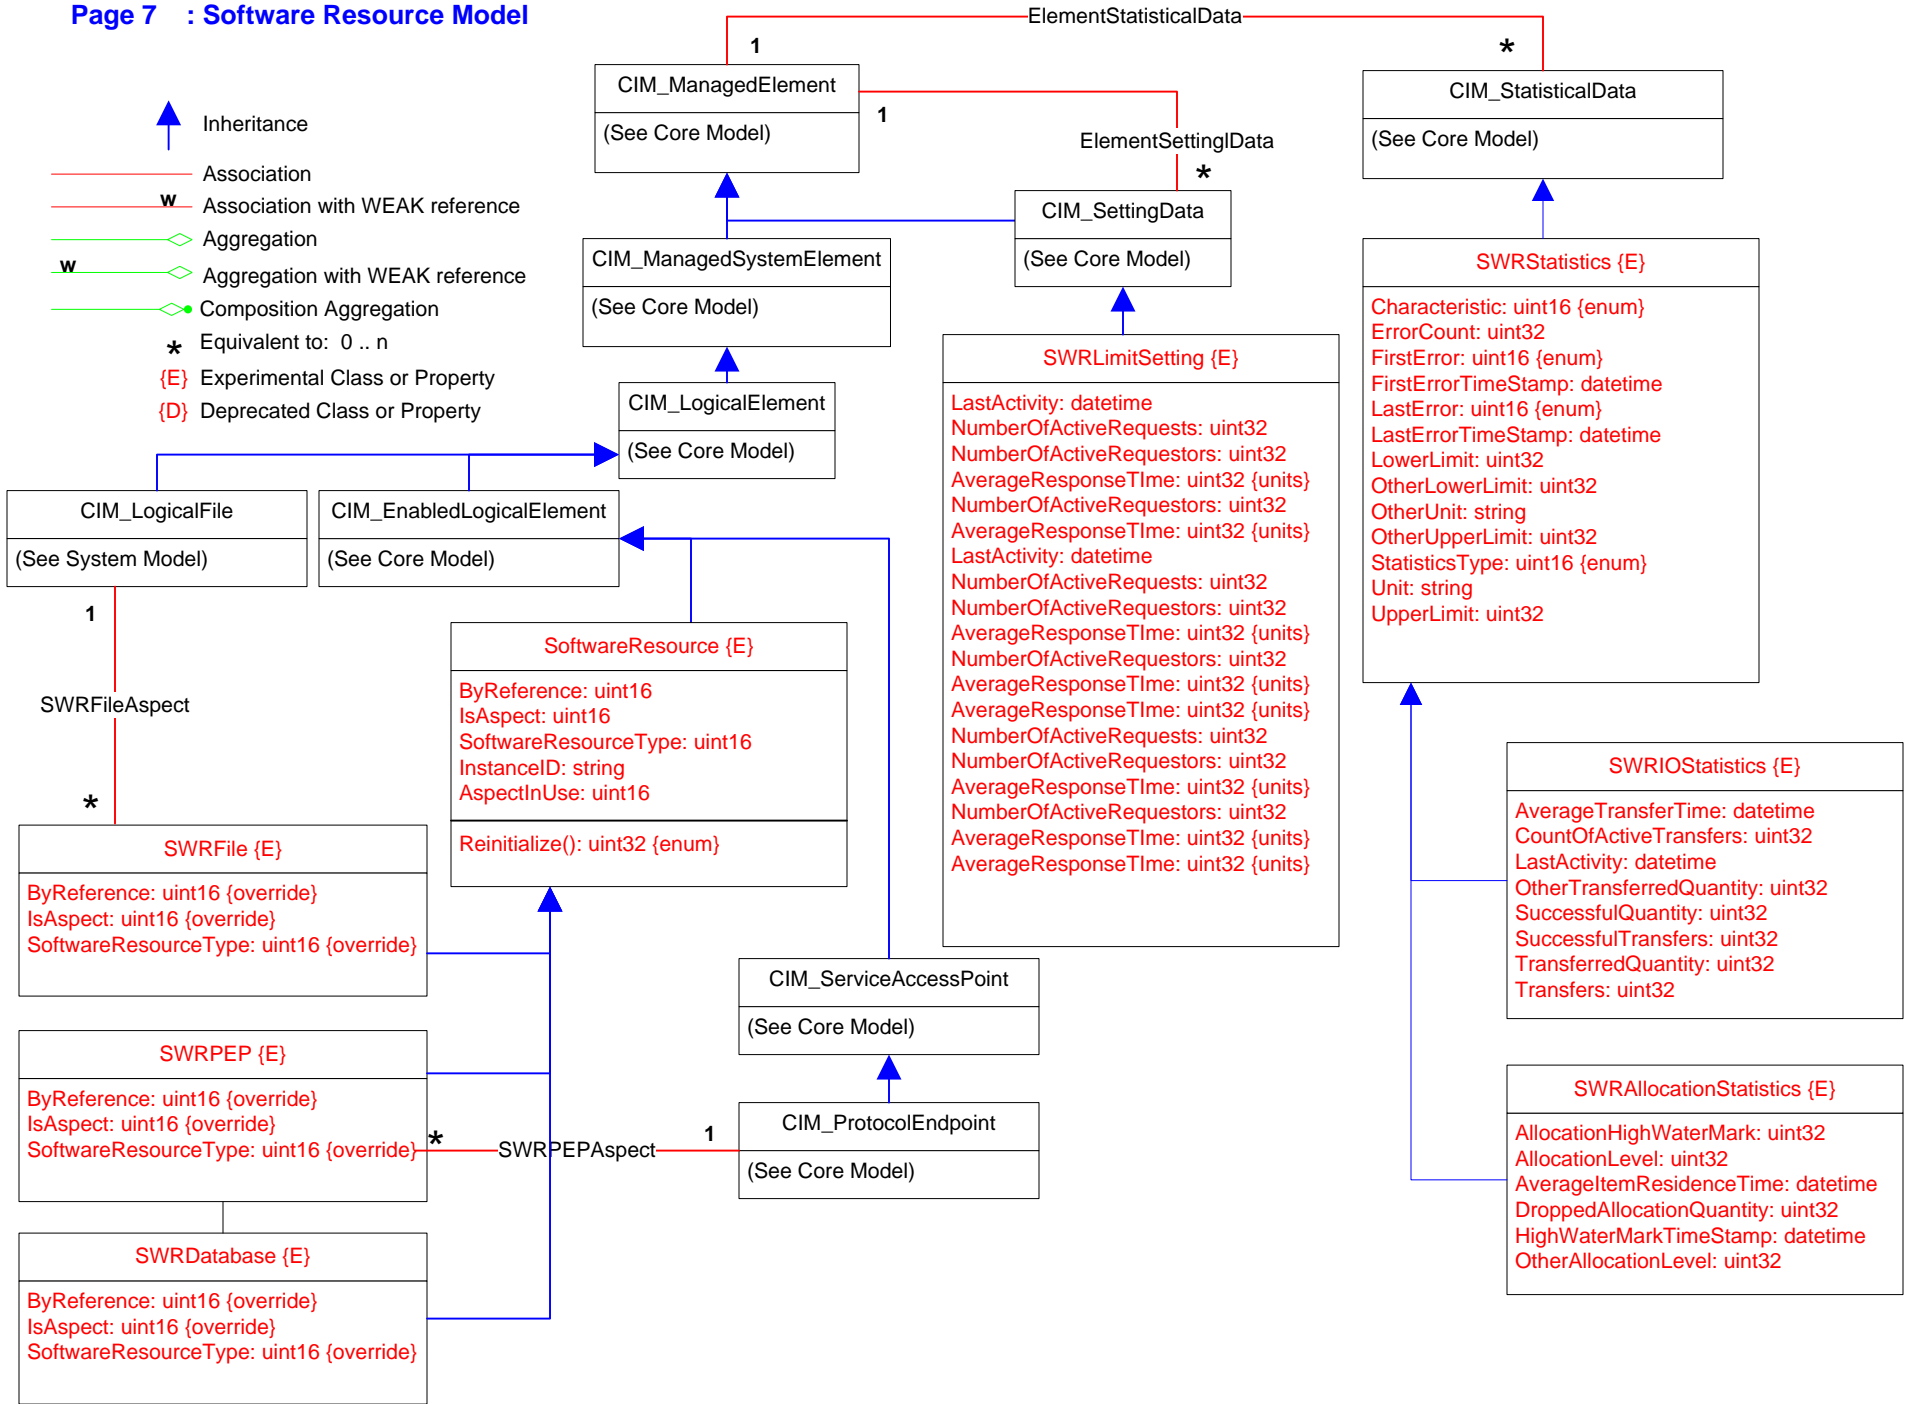 Page 7 : Software Resource Model
Inheritance
Association
w
Association with WEAK reference
Aggregation
w
Aggregation with WEAK reference
Composition Aggregation
*
Equivalent to: 0 .. n
{E} Experimental Class or Property
{D} Deprecated Class or Property
ElementStatisticalData
1
*
CIM_ManagedElement
(See Core Model)
1
ElementSettinglData
*
CIM_StatisticalData
(See Core Model)
CIM_SettingData
(See Core Model)
CIM_ManagedSystemElement
(See Core Model)
CIM_LogicalElement
(See Core Model)
CIM_LogicalFile
(See System Model)
CIM_EnabledLogicalElement
(See Core Model)
1
SWRFileAspect
*
SoftwareResource {E}
ByReference: uint16
IsAspect: uint16
SoftwareResourceType: uint16
InstanceID: string
AspectInUse: uint16
Reinitialize(): uint32 {enum}
SWRLimitSetting {E}
LastActivity: datetime
NumberOfActiveRequests: uint32
NumberOfActiveRequestors: uint32
AverageResponseTIme: uint32 {units}
NumberOfActiveRequestors: uint32
AverageResponseTIme: uint32 {units}
LastActivity: datetime
NumberOfActiveRequests: uint32
NumberOfActiveRequestors: uint32
AverageResponseTIme: uint32 {units}
NumberOfActiveRequestors: uint32
AverageResponseTIme: uint32 {units}
AverageResponseTIme: uint32 {units}
NumberOfActiveRequests: uint32
NumberOfActiveRequestors: uint32
AverageResponseTIme: uint32 {units}
NumberOfActiveRequestors: uint32
AverageResponseTIme: uint32 {units}
AverageResponseTIme: uint32 {units}
SWRStatistics {E}
Characteristic: uint16 {enum}
ErrorCount: uint32
FirstError: uint16 {enum}
FirstErrorTimeStamp: datetime
LastError: uint16 {enum}
LastErrorTimeStamp: datetime
LowerLimit: uint32
OtherLowerLimit: uint32
OtherUnit: string
OtherUpperLimit: uint32
StatisticsType: uint16 {enum}
Unit: string
UpperLimit: uint32
SWRIOStatistics {E}
AverageTransferTime: datetime
CountOfActiveTransfers: uint32
LastActivity: datetime
OtherTransferredQuantity: uint32
SuccessfulQuantity: uint32
SuccessfulTransfers: uint32
TransferredQuantity: uint32
Transfers: uint32
SWRAllocationStatistics {E}
AllocationHighWaterMark: uint32
AllocationLevel: uint32
AverageItemResidenceTime: datetime
DroppedAllocationQuantity: uint32
HighWaterMarkTimeStamp: datetime
OtherAllocationLevel: uint32
SWRFile {E}
ByReference: uint16 {override}
IsAspect: uint16 {override}
SoftwareResourceType: uint16 {override}
SWRPEP {E}
ByReference: uint16 {override}
IsAspect: uint16 {override}
SoftwareResourceType: uint16 {override}
*
SWRPEPAspect
1
CIM_ServiceAccessPoint
(See Core Model)
CIM_ProtocolEndpoint
(See Core Model)
SWRDatabase {E}
ByReference: uint16 {override}
IsAspect: uint16 {override}
SoftwareResourceType: uint16 {override}